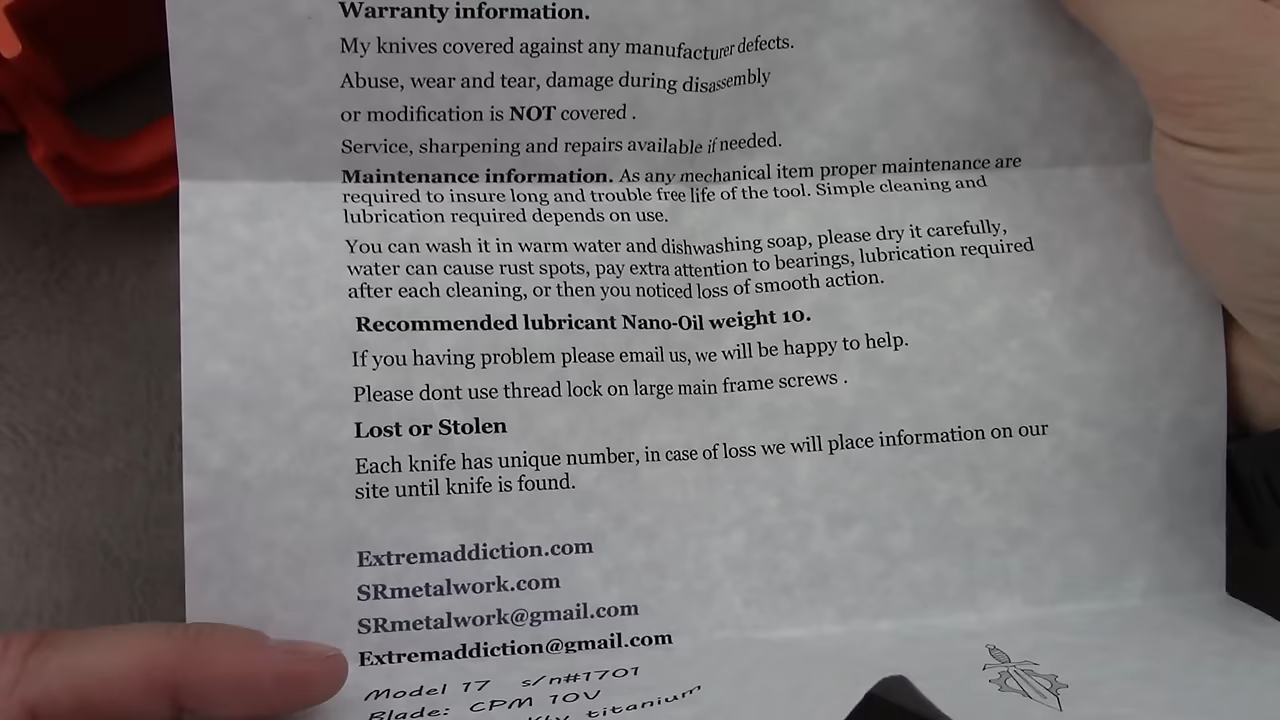 Warranty information.
My knives covered against any manufacturer defects.
Abuse, wear and tear, damage during disassembly
or modification is NOT covered .
Service, sharpening and repairs available if needed.
Maintenance information. As any mechanical item proper maintenance are
required to insure long and trouble free life of the tool. Simple cleaning and
lubrication required depends on use.
You can wash it in warm water and dishwashing soap, please dry it carefully,
water can cause rust spots, pay extra attention to bearings, lubrication required
after each cleaning, or then you noticed loss of smooth action.
Recommended lubricant Nano-Oil weight 10.
If you having problem please email us, we will be happy to help.
Please dont use thread lock on large main frame screws .
Lost or Stolen
Each knife has unique number, in case of loss we will place information on our
site until knife is found.
Extremaddiction.com
SRmetalwork.com
SRmetalwork@gmail.com
Extremaddiction@gmail.com
Model 17 s/n#1701
Blade: CPM 10V
titanium